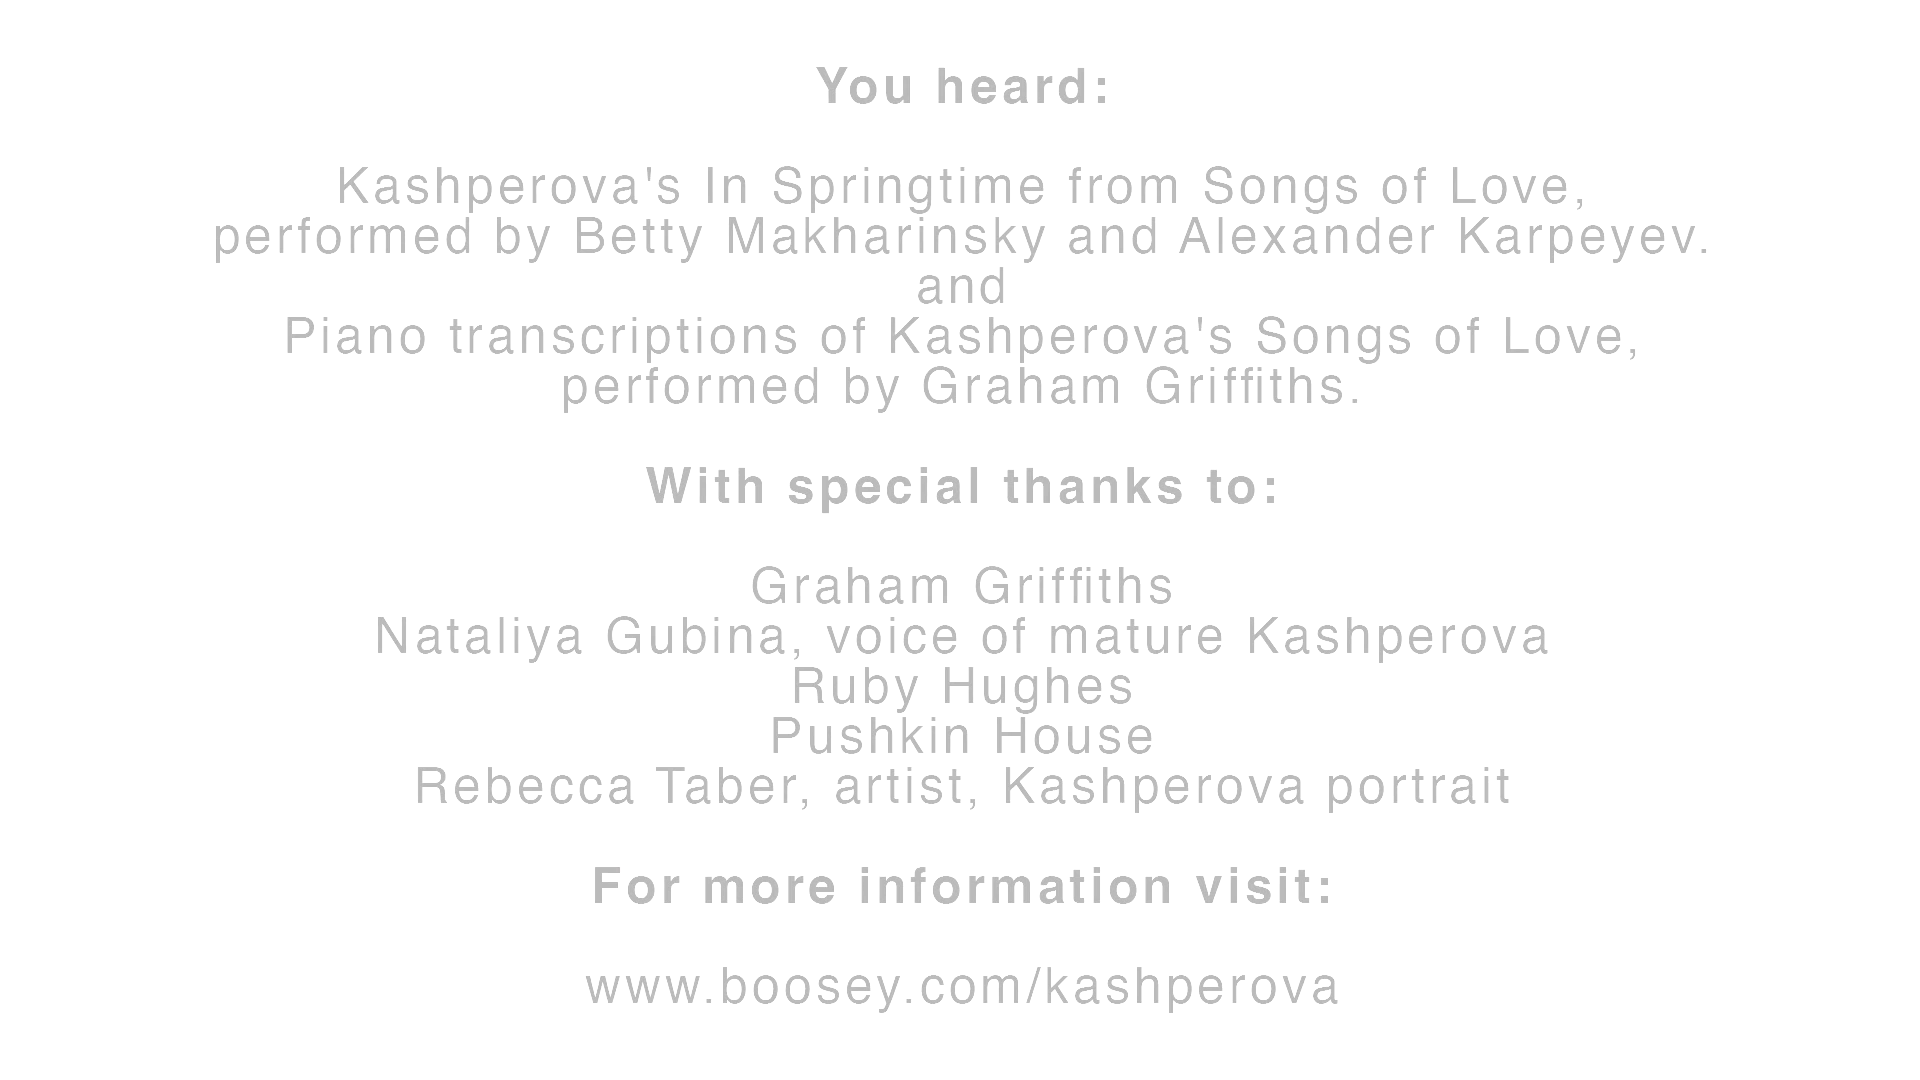 You heard:
Kashperova's In Springtime from Songs of Love,
performed by Betty Makharinsky and Alexander Karpeyev.
and
Piano transcriptions of Kashperova's Songs of Love,
performed by Graham Griffiths.
With special thanks to:
Graham Griffiths
Nataliya Gubina, voice of mature Kashperova
Ruby Hughes
Pushkin House
Rebecca Taber, artist, Kashperova portrait
For more information visit:
www.boosey.com/kashperova